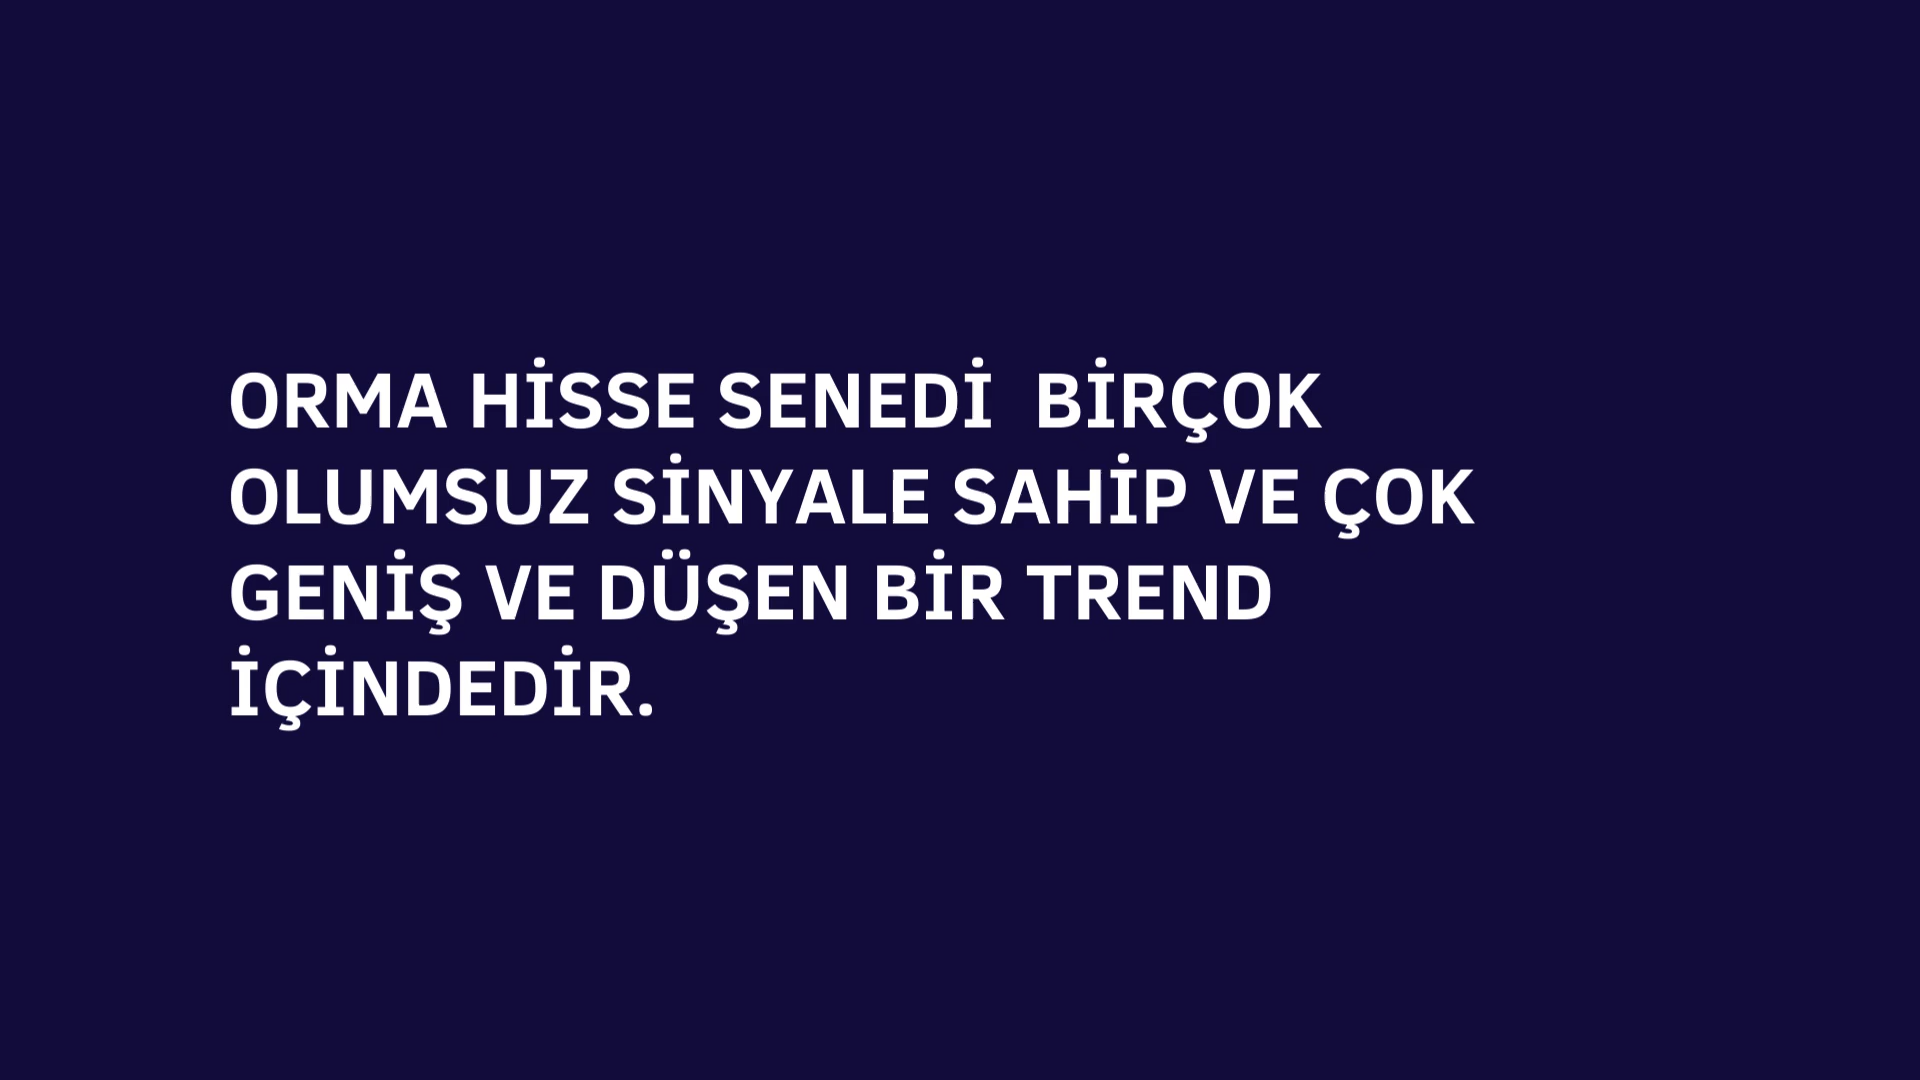 ORMA HİSSE SENEDİ  BİRÇOK
OLUMSUZ SİNYALE SAHİP VE ÇOK
GENİŞ VE DÜŞEN BİR TREND
İÇİNDEDİR.